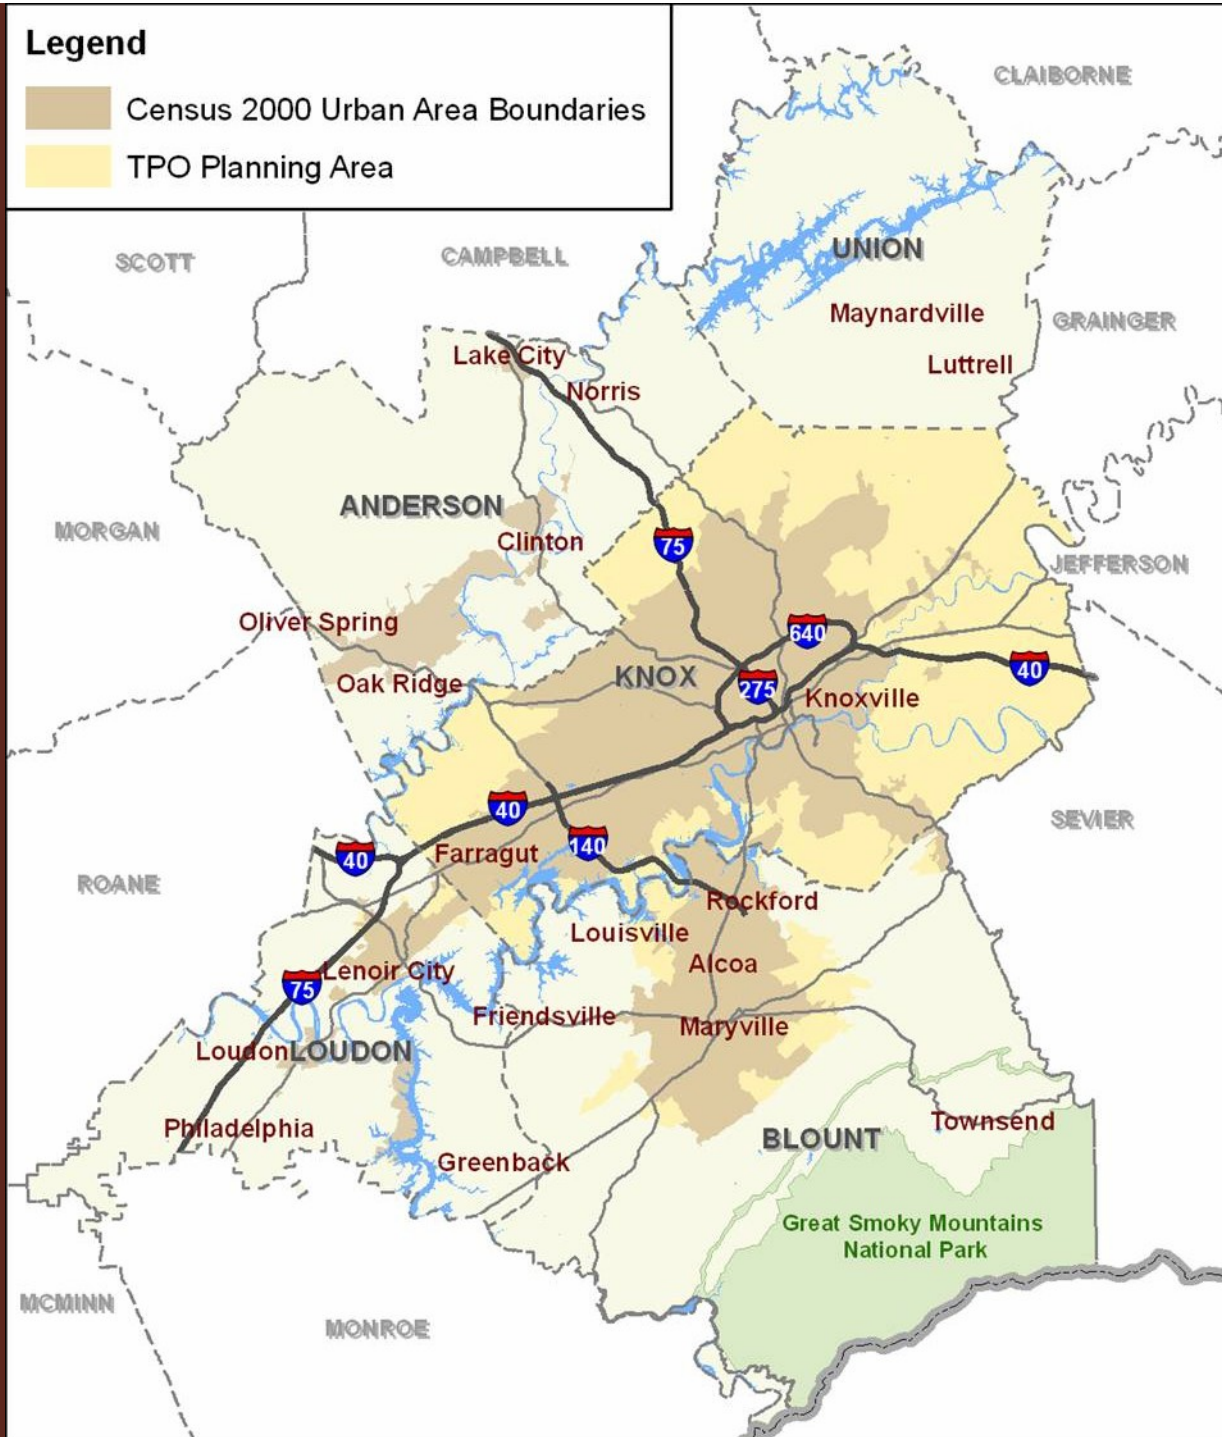 Legend
Census 2000 Urban Area Boundaries
TPO Planning Area
CLAIBORNE
SCOTT
CAMPBELL
UNION
Maynardville
GRAINGER
Lake City
Luttrell
Norris
ANDERSON
MORGAN
Clinton
75
JEFFERSON
Oliver Spring
640
KNOX
40
Oak Ridge
275
Knoxville
40
SEVIER
140
40
Farragut
ROANE
Rockford
Louisville
Alcoa
Lenoir City
75
Friendsville
Maryville
Loudon
LOUDON
Townsend
Philadelphia
BLOUNT
Greenback
Great Smoky Mountains
National Park
MCMINN
MONROE